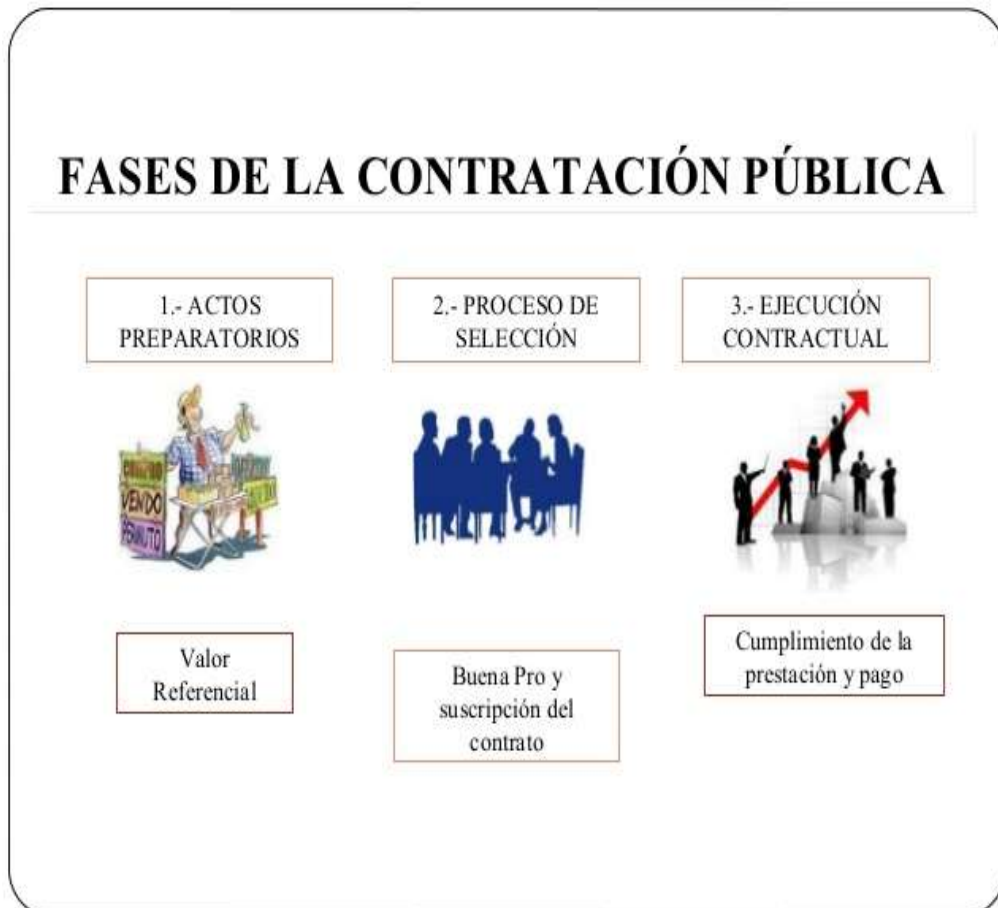 FASES DE LA CONTRATACIÓN PÚBLICA
1.- ACTOS
PREPARATORIOS
2.- PROCESO DE
SELECCIÓN
3.- EJECUCIÓN
CONTRACTUAL
VENDO
PERMUTO
Valor
Referencial
Buena Pro y
suscripción del
contrato
Cumplimiento de la
prestación y pago